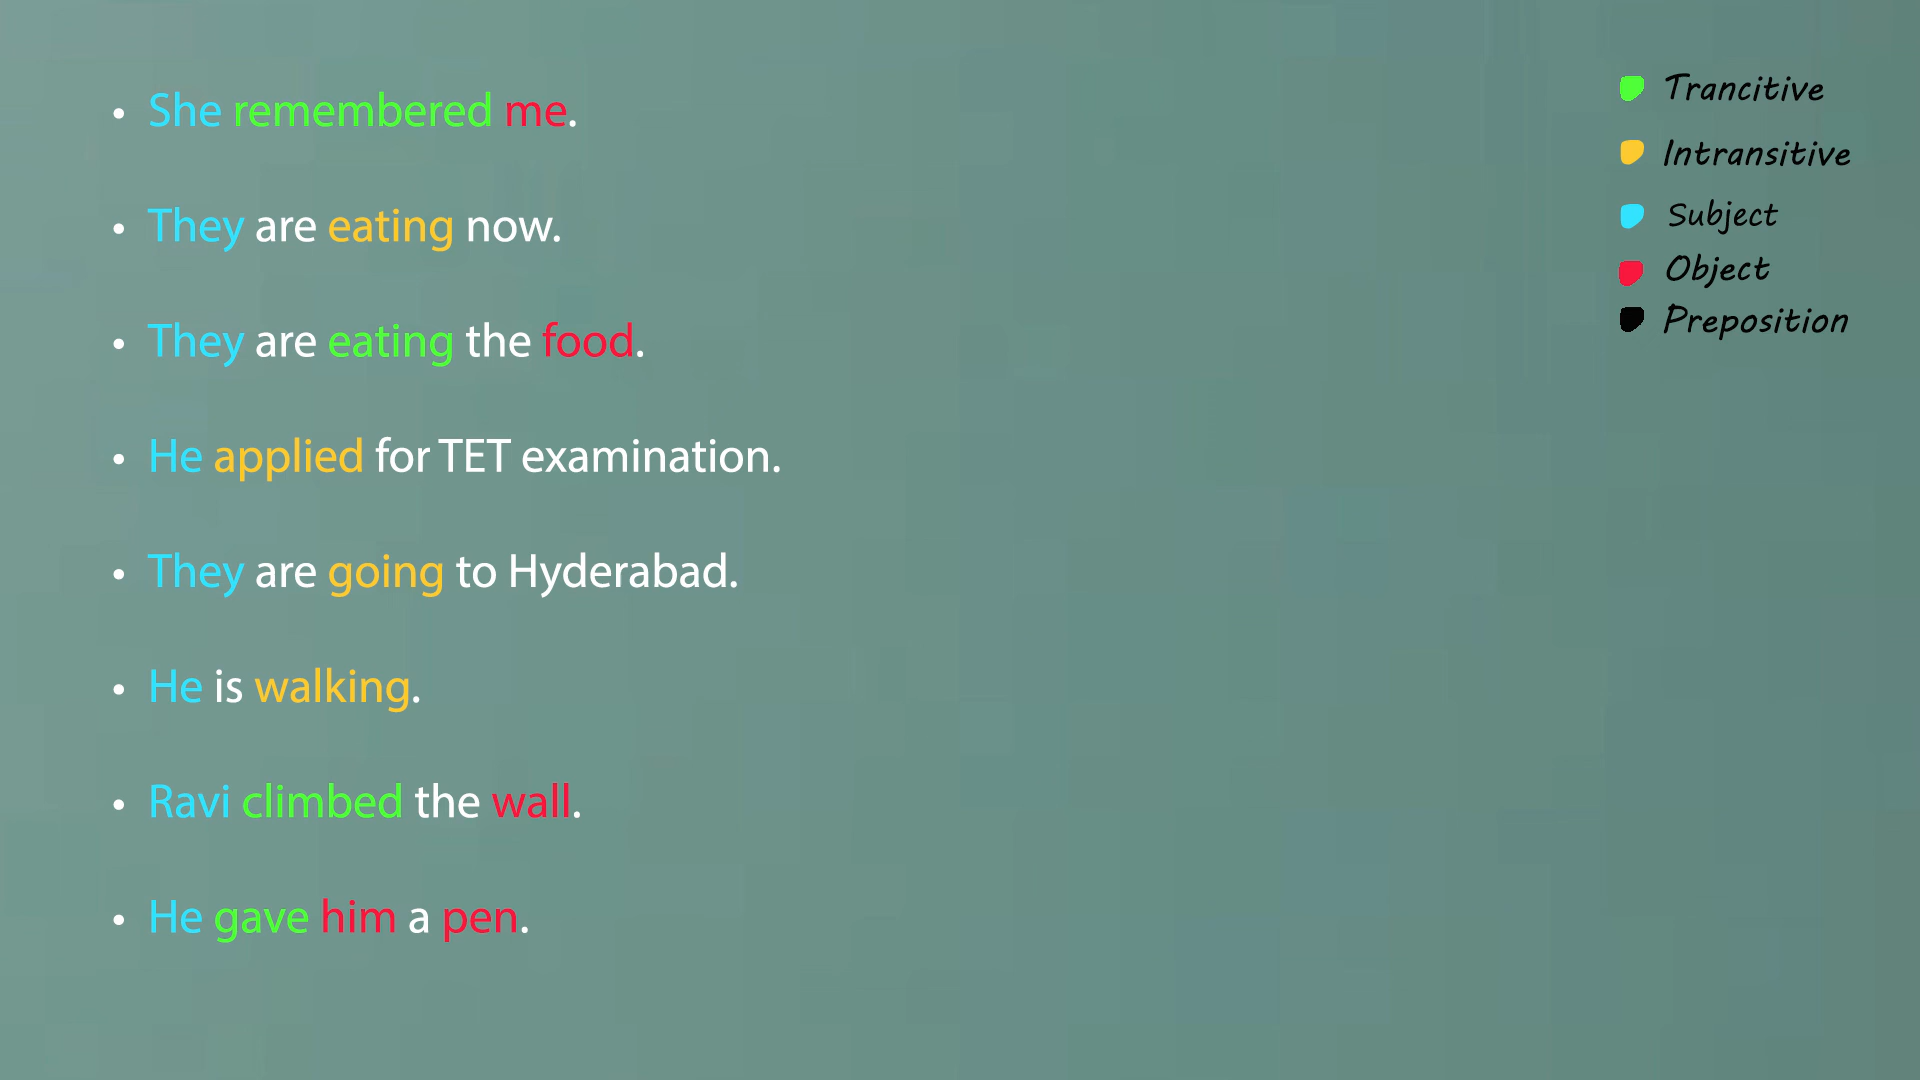 • She remembered me.
• They are eating now.
• They are eating the food.
• He applied for TET examination.
• They are going to Hyderabad.
• He is walking.
• Ravi climbed the wall.
• He gave him a pen.
Trancitive
Intransitive
Subject
Object
Preposition